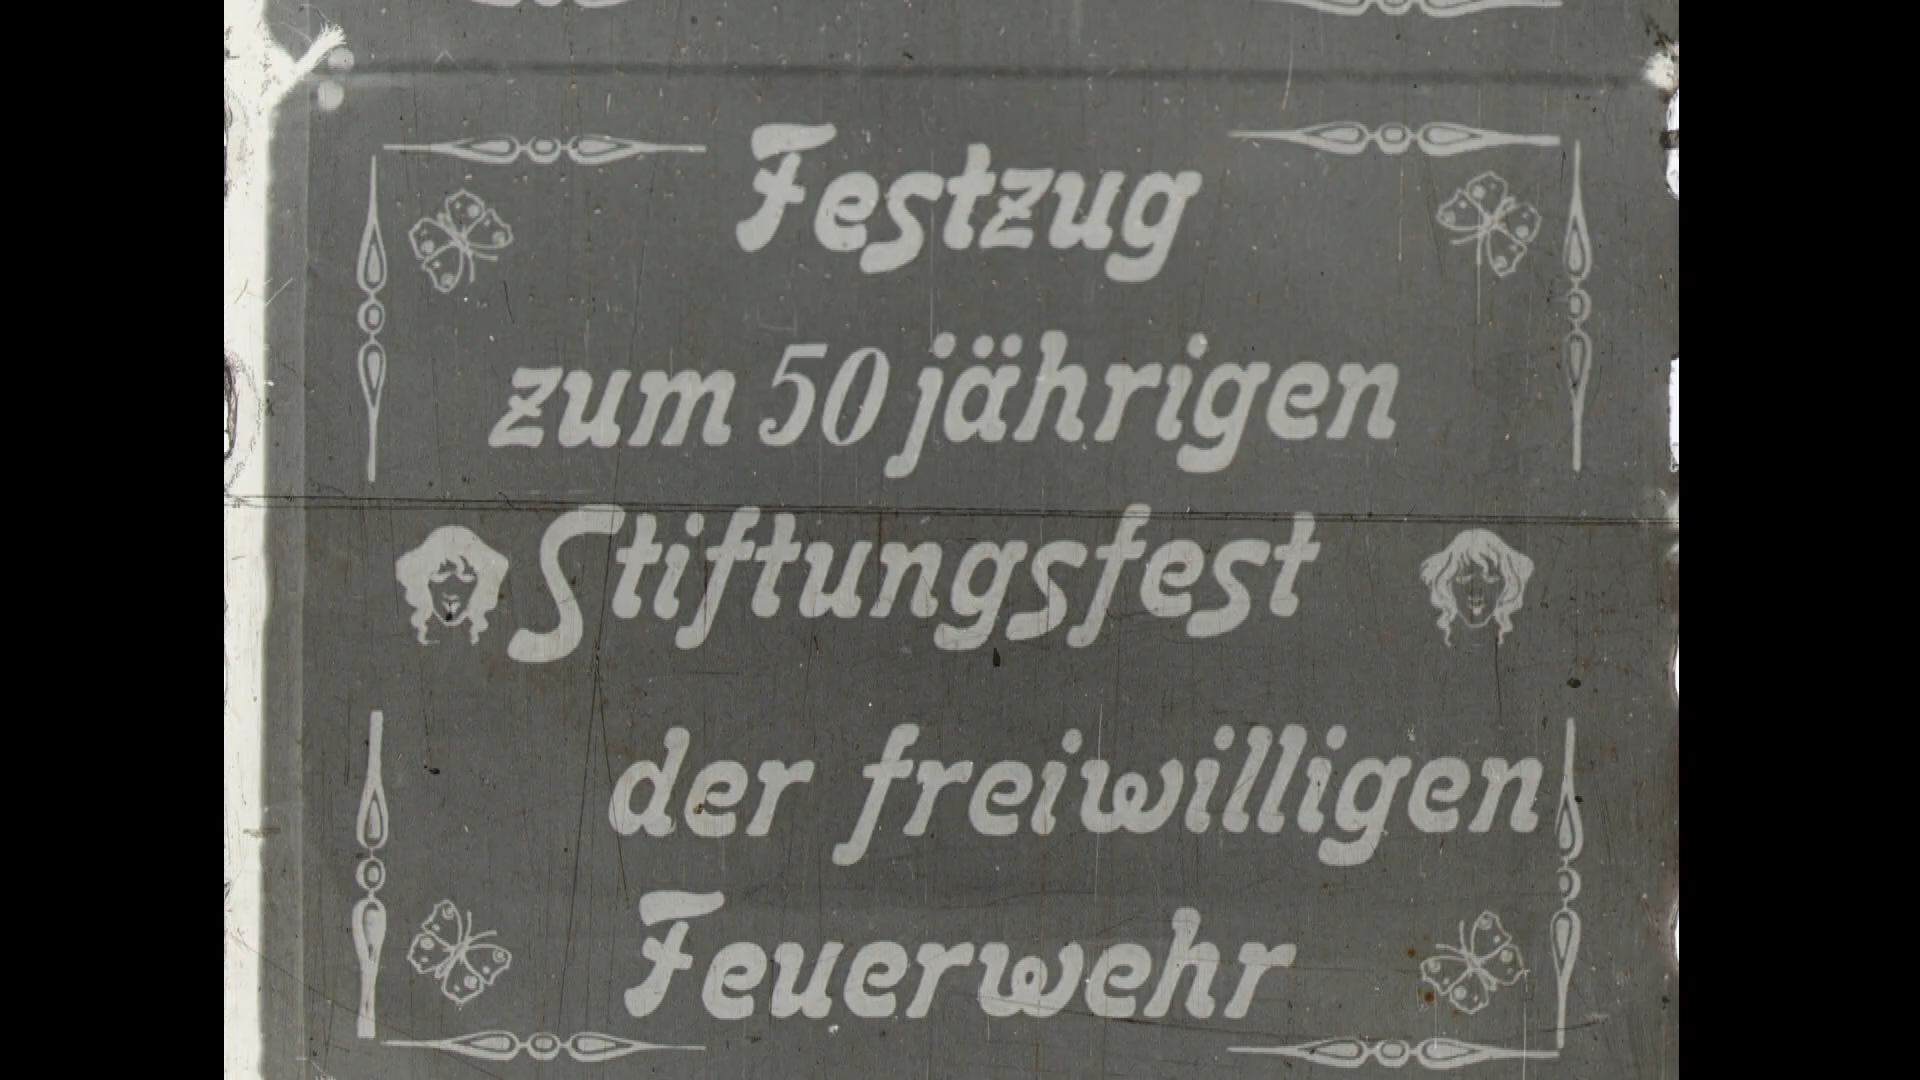 Festzug
zum 50 jährigen
Stiftungsfest
der freiwilligen
Feuerwehr